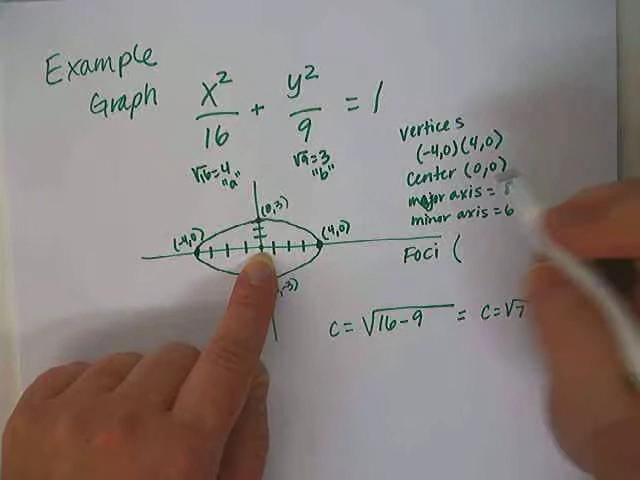 Example
Graph
x²/16 + y²/9 = 1
√16=4 √9=3
"a" "b"
vertices
(-4,0)(4,0)
center (0,0)
major axis = 8
minor axis = 6
Foci (
(0,3)
(-4,0) (4,0)
,-3)
c = √16-9 = c=√7